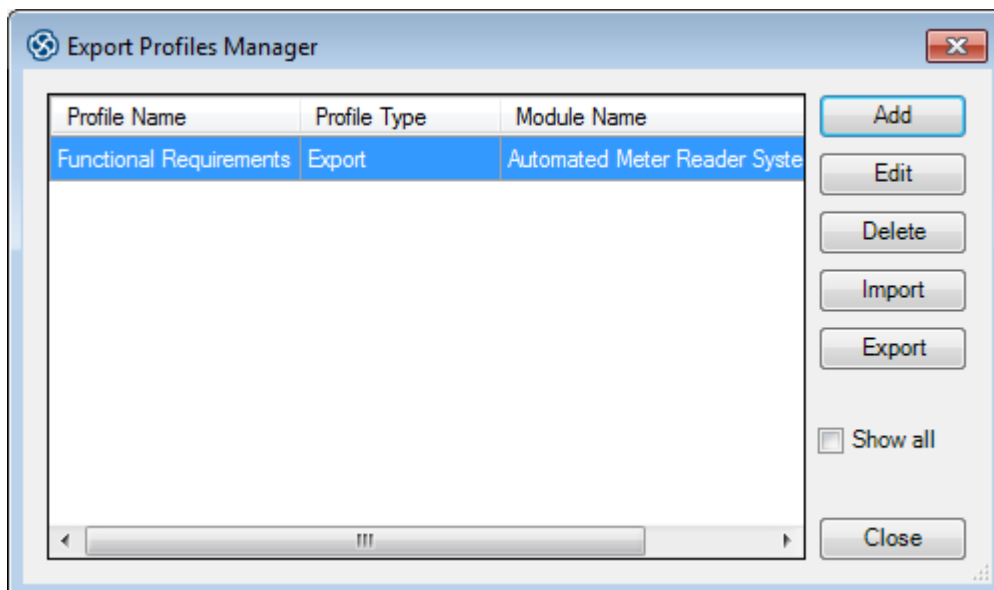 Export Profiles Manager
Profile Name Profile Type Module Name
Functional Requirements Export Automated Meter Reader Syste
Add
Edit
Delete
Import
Export
Show all
Close